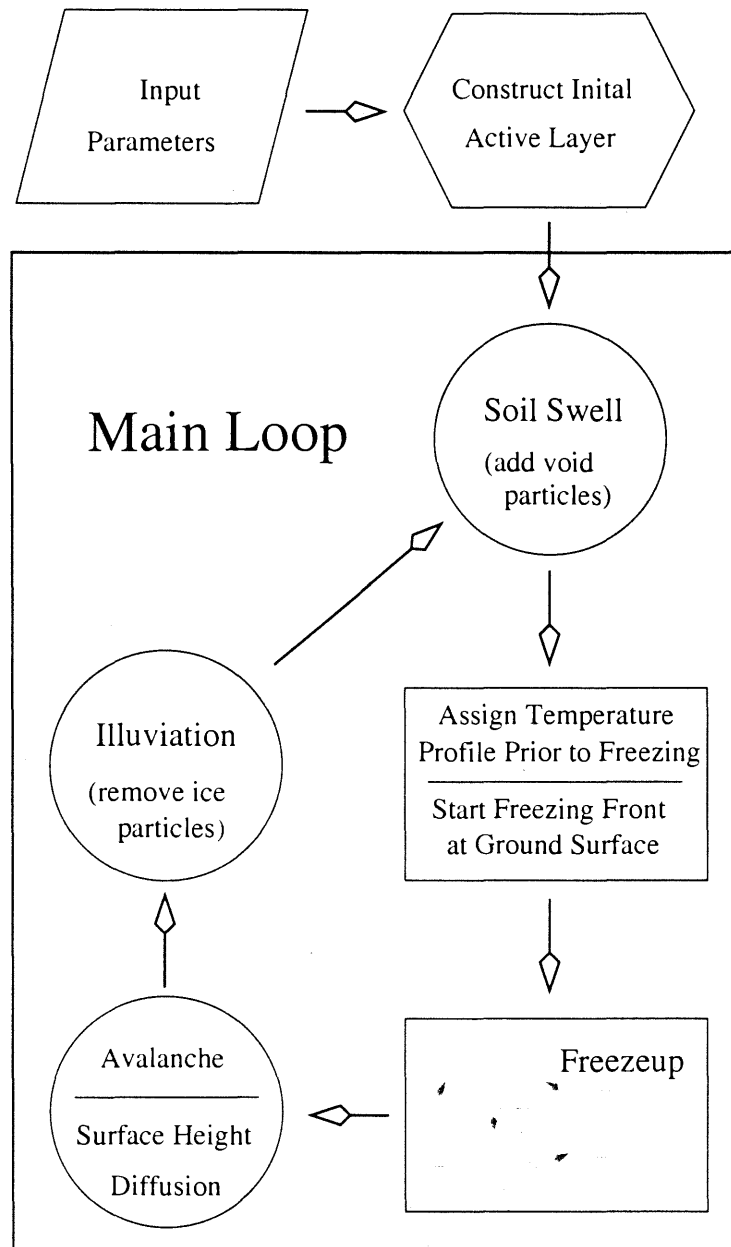 Input
Parameters
Construct Inital
Active Layer
Main Loop
Soil Swell
(add void
particles)
Assign Temperature
Profile Prior to Freezing
Start Freezing Front
at Ground Surface
Freezeup
Avalanche
Surface Height
Diffusion
Illuviation
(remove ice
particles)